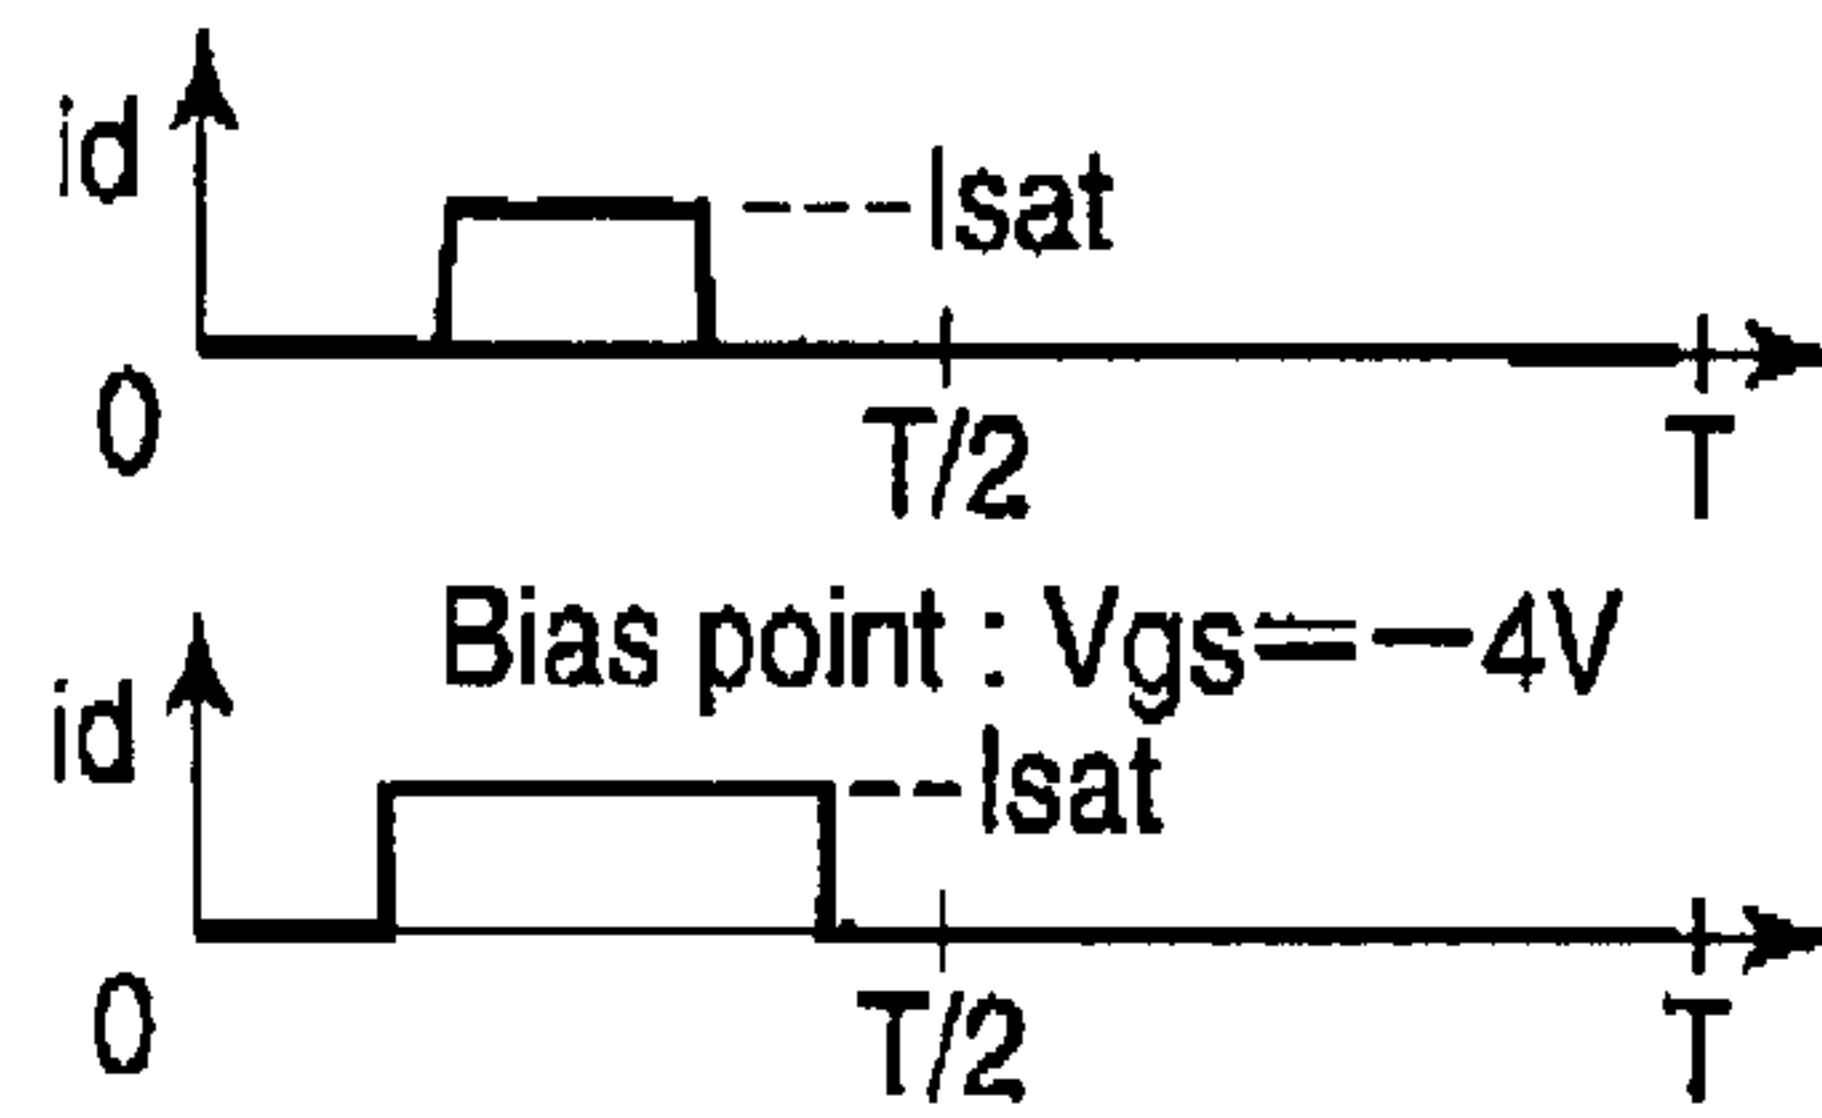 id
Isat
0
T/2
T
Bias point : Vgs=-4V
id
Isat
0
T/2
T